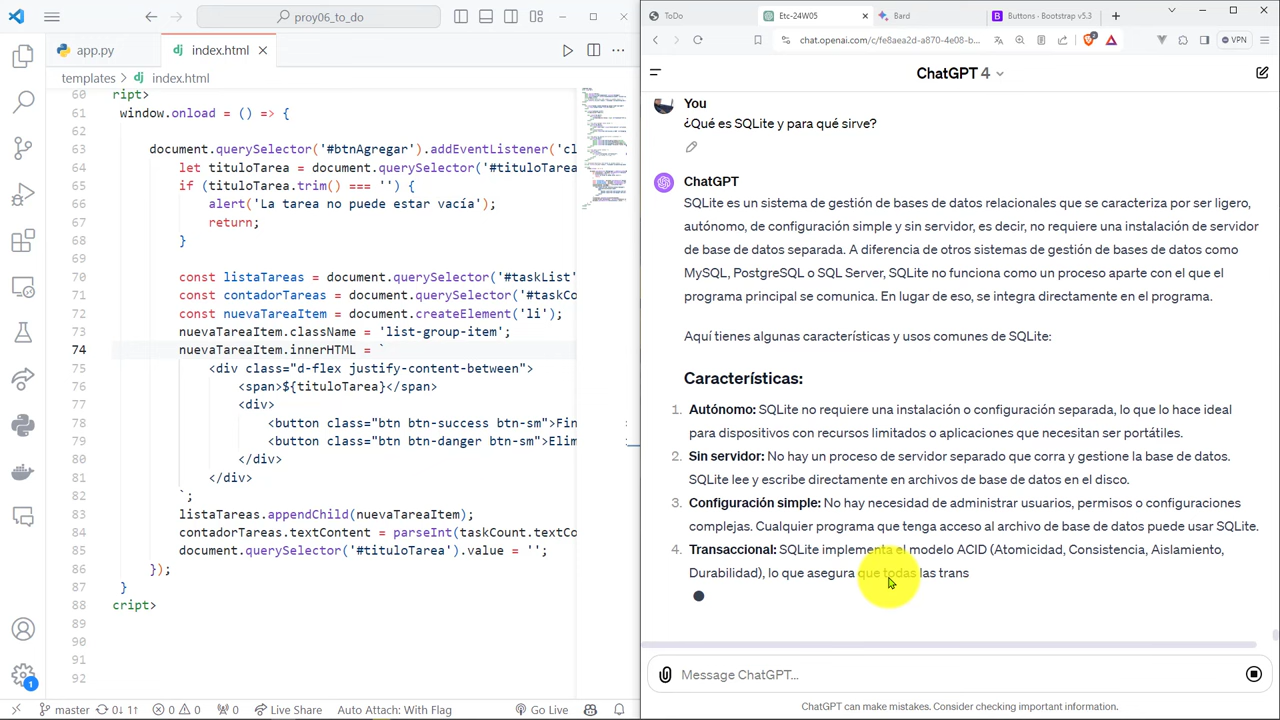 proy06_to_do
app.py
index.html
templates > index.html
60 ript>
61 window.onload = () => {
62
63 document.querySelector('
agregar').addEventListener('cl
64 let tituloTarea = document.querySelector('#tituloTarea
65 if (tituloTarea.trim
== '') {
66 alert('La tarea no puede estar vacía');
67 return;
68 }
70 const listaTareas = document.querySelector('#taskList'
71 const contadorTareas = document.querySelector('#taskCo
72 const nuevaTareaItem = document.createElement('li');
73 nuevaTareaItem.className = 'list-group-item';
74 nuevaTareaItem.innerHTML = `
75 <div class="d-flex justify-content-between">
76 <span>${tituloTarea}</span>
77 <div>
78 <button class="btn btn-success btn-sm">Fin
79 <button class="btn btn-danger btn-sm">Elim
80 </div>
81 </div>
82 `;
83 listaTareas.appendChild(nuevaTareaItem);
84 contadorTareas.textContent = parseInt(taskCount.textCon
85 document.querySelector('#tituloTarea').value = '';
86 });
87 }
88 cript>
89
90
91
92
1
master 0↓ 1↑ 0 0 0 Live Share Auto Attach: With Flag Go Live
ToDo
Etc-24W05
Bard
Buttons - Bootstrap v5.3
chat.openai.com/c/fe8aea2d-a870-4e08-b...
2
VPN
ChatGPT 4
You
¿Qué es SQLite y para qué sirve?
ChatGPT
SQLite es un sistema de gestión de bases de datos relacionales que se caracteriza por ser ligero,
autónomo, de configuración simple y sin servidor, es decir, no requiere una instalación de servidor
de base de datos separada. A diferencia de otros sistemas de gestión de bases de datos como
MySQL, PostgreSQL o SQL Server, SQLite no funciona como un proceso aparte con el que el
programa principal se comunica. En lugar de eso, se integra directamente en el programa.
Aquí tienes algunas características y usos comunes de SQLite:
Características:
1. Autónomo: SQLite no requiere una instalación o configuración separada, lo que lo hace ideal
para dispositivos con recursos limitados o aplicaciones que necesitan ser portátiles.
2. Sin servidor: No hay un proceso de servidor separado que corra y gestione la base de datos.
SQLite lee y escribe directamente en archivos de base de datos en el disco.
3. Configuración simple: No hay necesidad de administrar usuarios, permisos o configuraciones
complejas. Cualquier programa que tenga acceso al archivo de base de datos puede usar SQLite.
4. Transaccional: SQLite implementa el modelo ACID (Atomicidad, Consistencia, Aislamiento,
Durabilidad), lo que asegura que todas las trans
Message ChatGPT...
ChatGPT can make mistakes. Consider checking important information.